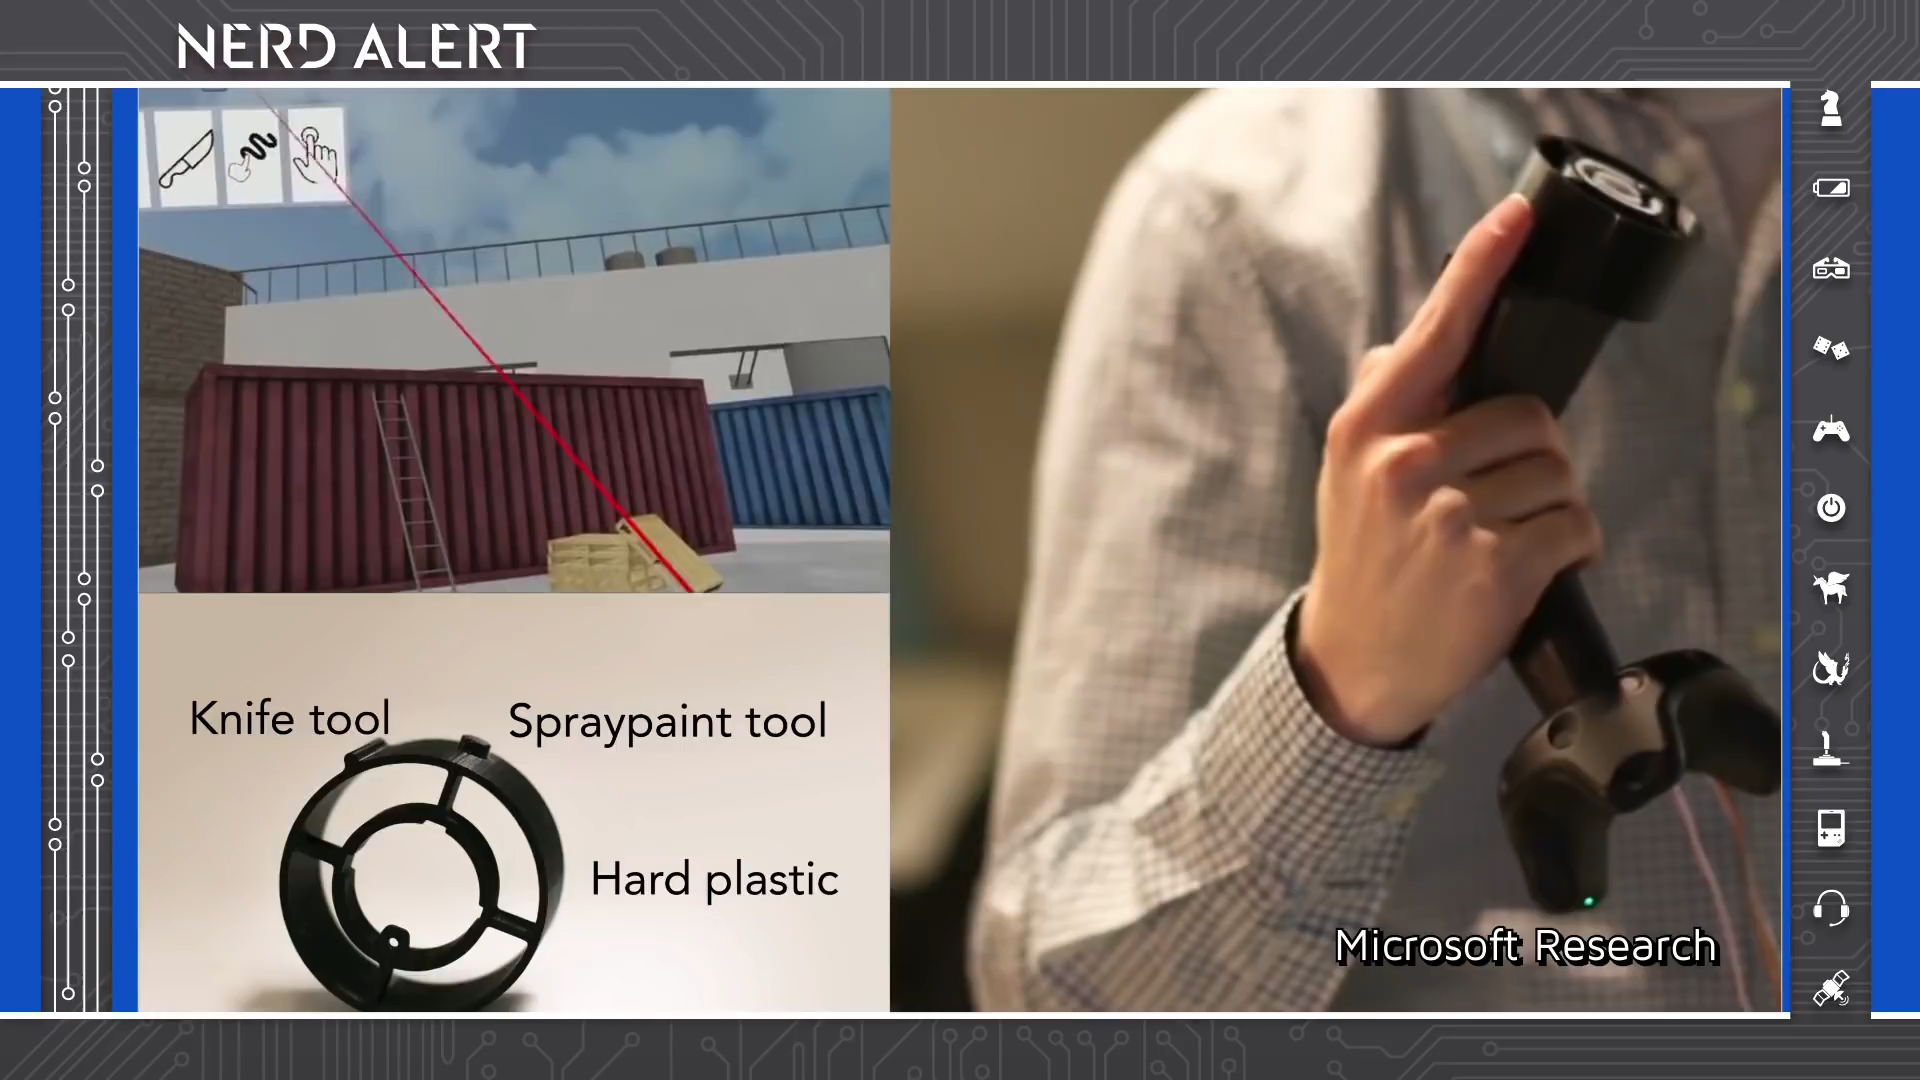 NERD ALERT
Knife tool
Spraypaint tool
Hard plastic
Microsoft Research